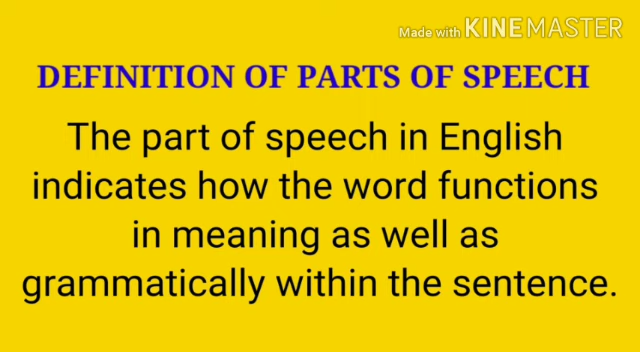 Made with KINEMASTER
DEFINITION OF PARTS OF SPEECH
The part of speech in English
indicates how the word functions
in meaning as well as
grammatically within the sentence.